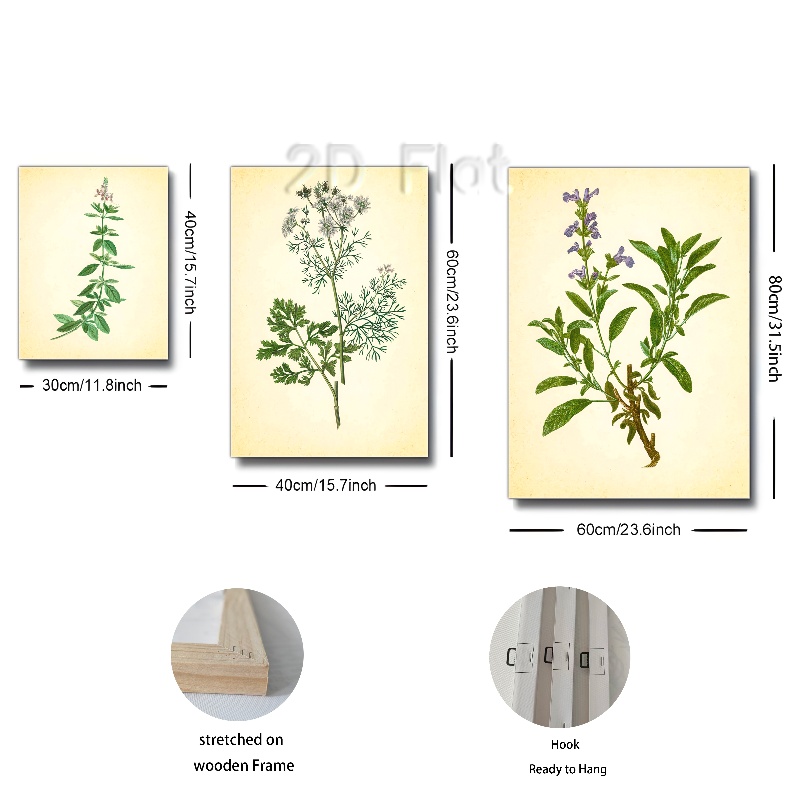 2D Flat
40cm/15.7inch
30cm/11.8inch
60cm/23.6inch
40cm/15.7inch
80cm/31.5inch
60cm/23.6inch
stretched on
wooden Frame
Hook
Ready to Hang